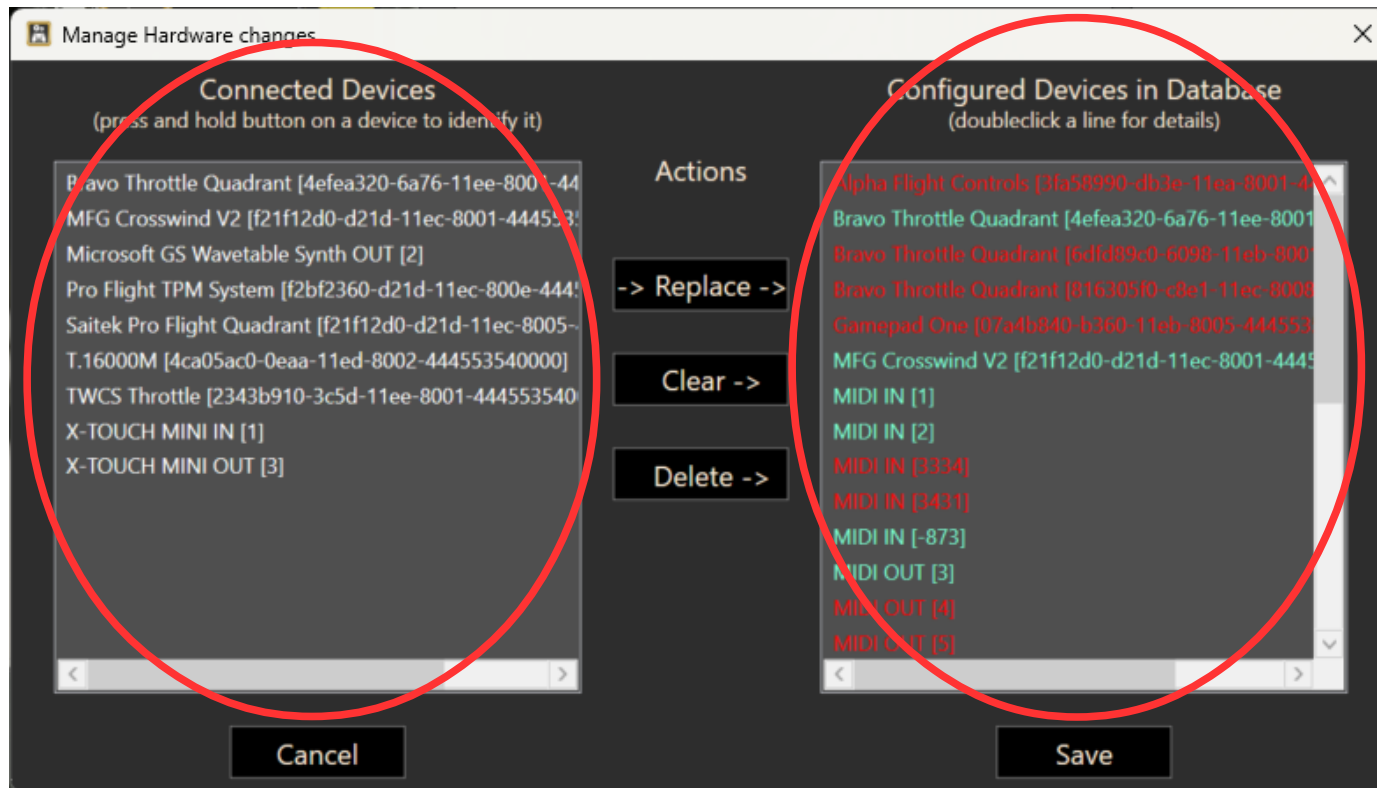 Manage Hardware changes
Connected Devices
(press and hold button on a device to identify it)
Bravo Throttle Quadrant [4efea320-6a76-11ee-8001-44
MFG Crosswind V2 [f21f12d0-d21d-11ec-8001-4445535
Microsoft GS Wavetable Synth OUT [2]
Pro Flight TPM System [f2bf2360-d21d-11ec-800e-4445
Saitek Pro Flight Quadrant [f21f12d0-d21d-11ec-8005-
T.16000M [4ca05ac0-0eaa-11ed-8002-444553540000]
TWCS Throttle [2343b910-3c5d-11ee-8001-4445535400
X-TOUCH MINI IN [1]
X-TOUCH MINI OUT [3]
Cancel
Actions
-> Replace ->
Clear ->
Delete ->
Configured Devices in Database
(doubleclick a line for details)
Alpha Flight Controls [3fa58990-db3e-11ea-8001-44
Bravo Throttle Quadrant [4efea320-6a76-11ee-8001
Bravo Throttle Quadrant [6dfd89c0-6098-11eb-800
Bravo Throttle Quadrant [816305f0-c8e1-11ec-8008
Gamepad One [07a4b840-b360-11eb-8005-444553
MFG Crosswind V2 [f21f12d0-d21d-11ec-8001-4445
MIDI IN [1]
MIDI IN [2]
MIDI IN [3334]
MIDI IN [3431]
MIDI IN [-873]
MIDI OUT [3]
MIDI OUT [4]
MIDI OUT [5]
Save